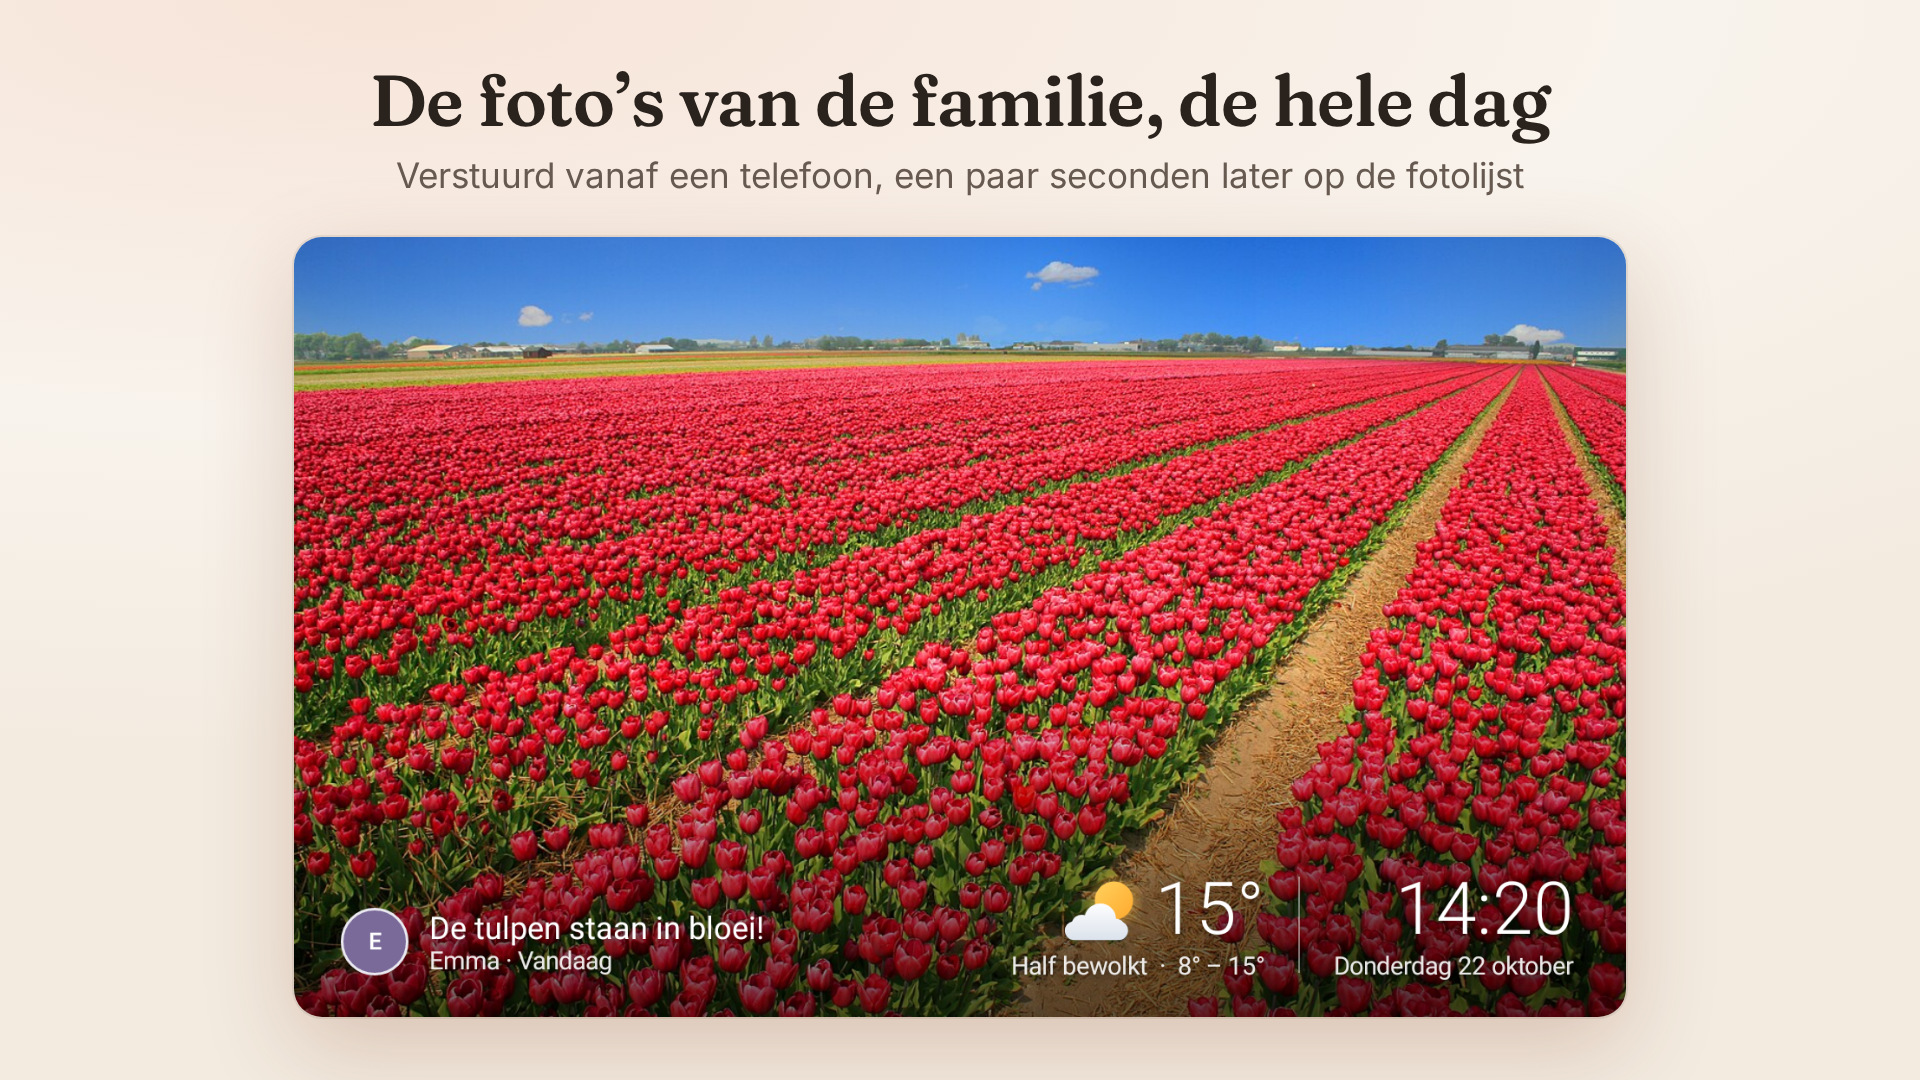 De foto’s van de familie, de hele dag
Verstuurd vanaf een telefoon, een paar seconden later op de fotolijst
E
De tulpen staan in bloei!
Emma · Vandaag
15°
Half bewolkt · 8° – 15°
14:20
Donderdag 22 oktober